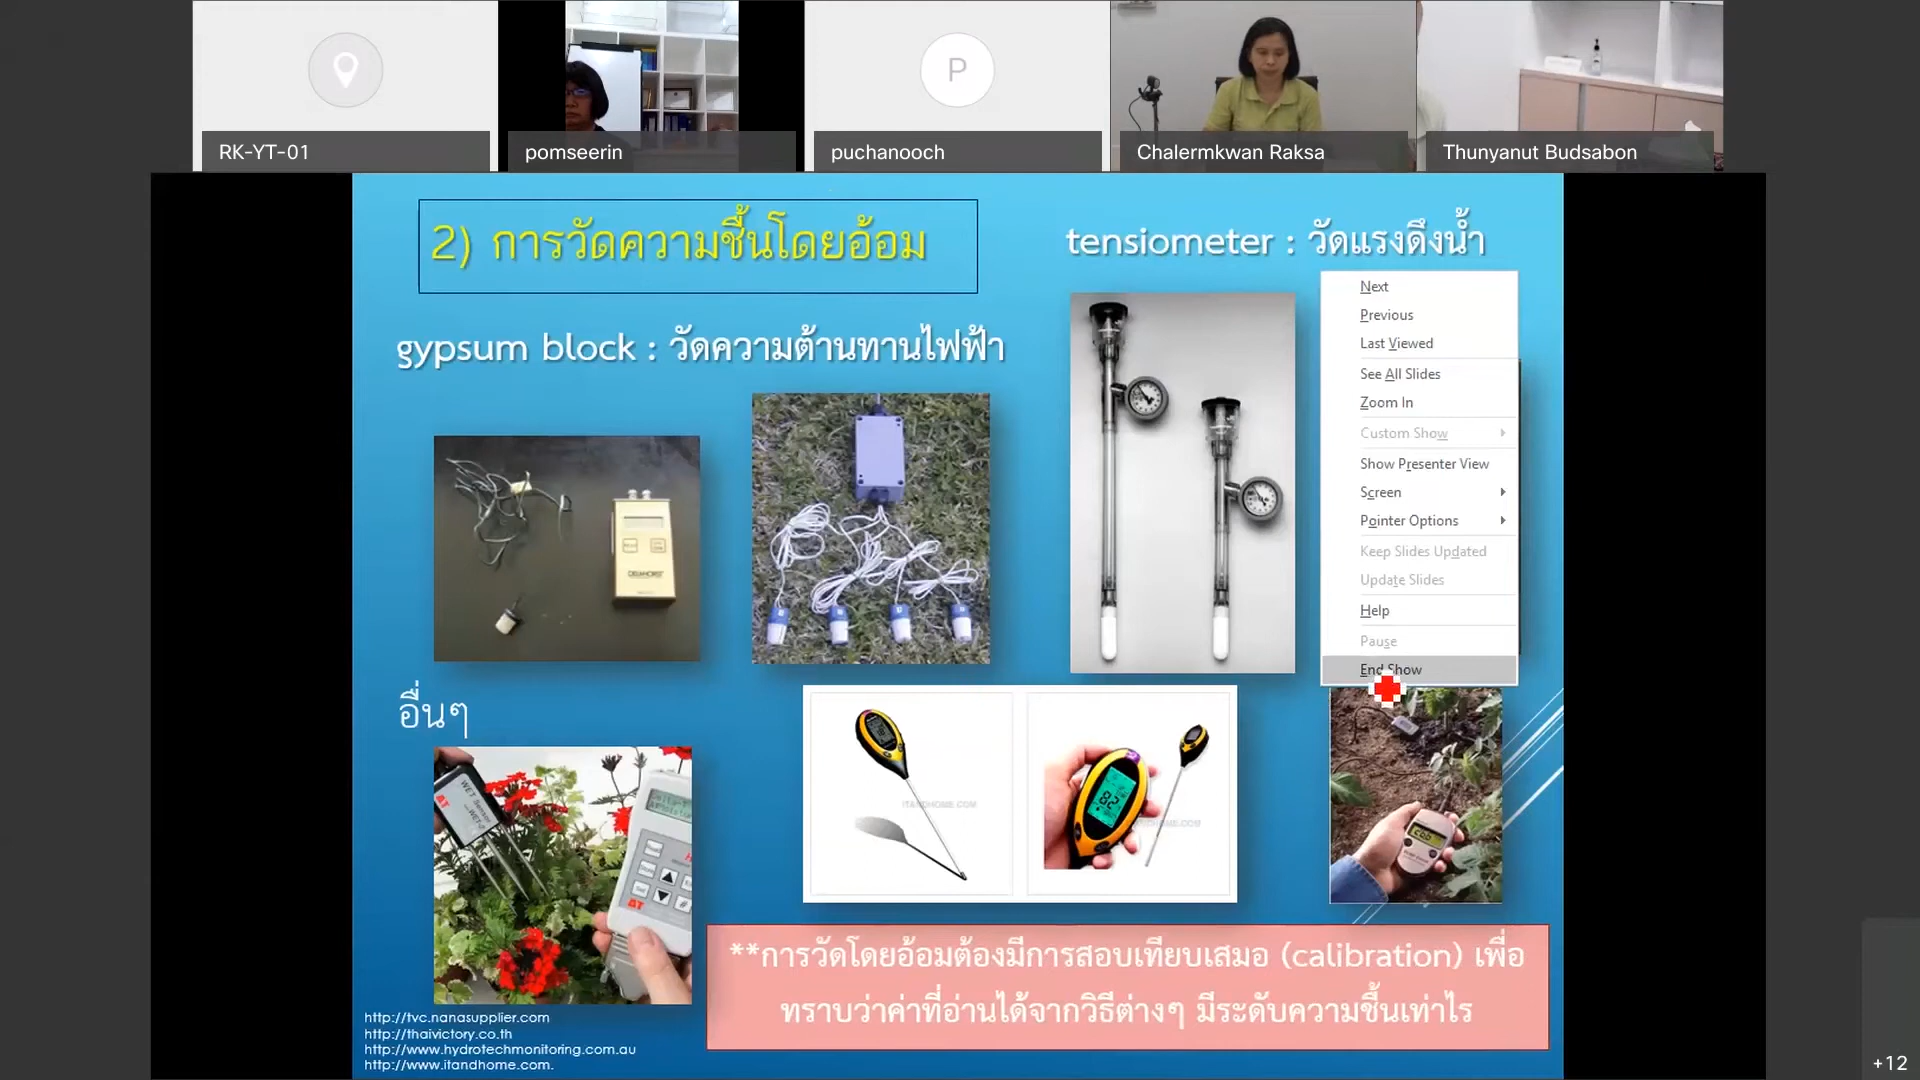 RK-YT-01
pomseerin
P
puchanooch
Chalermkwan Raksa
Thunyanut Budsabon
2) การวัดความชื้นโดยอ้อม
tensiometer : วัดแรงดึงน้ำ
gypsum block : วัดความต้านทานไฟฟ้า
Next
Previous
Last Viewed
See All Slides
Zoom In
Custom Show
Show Presenter View
Screen
Pointer Options
Keep Slides Updated
Update Slides
Help
Pause
End Show
อื่นๆ
WET Sensor
ITANDHOME.COM
82
**การวัดโดยอ้อมต้องมีการสอบเทียบเสมอ (calibration) เพื่อ
ทราบว่าค่าที่อ่านได้จากวิธีต่างๆ มีระดับความชื้นเท่าไร
http://tvc.nanasupplier.com
http://thaivictory.co.th
http://www.hydrotechmonitoring.com.au
http://www.itandhome.com.
+12